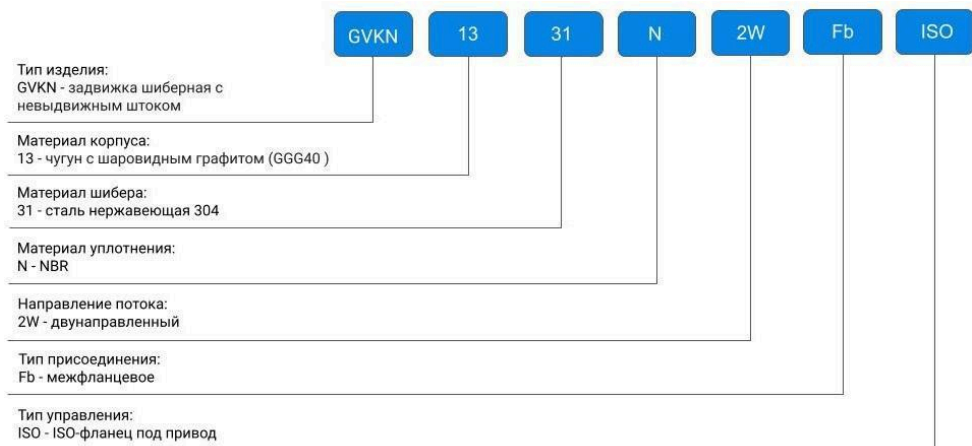 GVKN 13 31 N 2W Fb ISO
Тип изделия:
GVKN - задвижка шиберная с
невыдвижным штоком
Материал корпуса:
13 - чугун с шаровидным графитом (GGG40 )
Материал шибера:
31 - сталь нержавеющая 304
Материал уплотнения:
N - NBR
Направление потока:
2W - двунаправленный
Тип присоединения:
Fb - межфланцевое
Тип управления:
ISO - ISO-фланец под привод